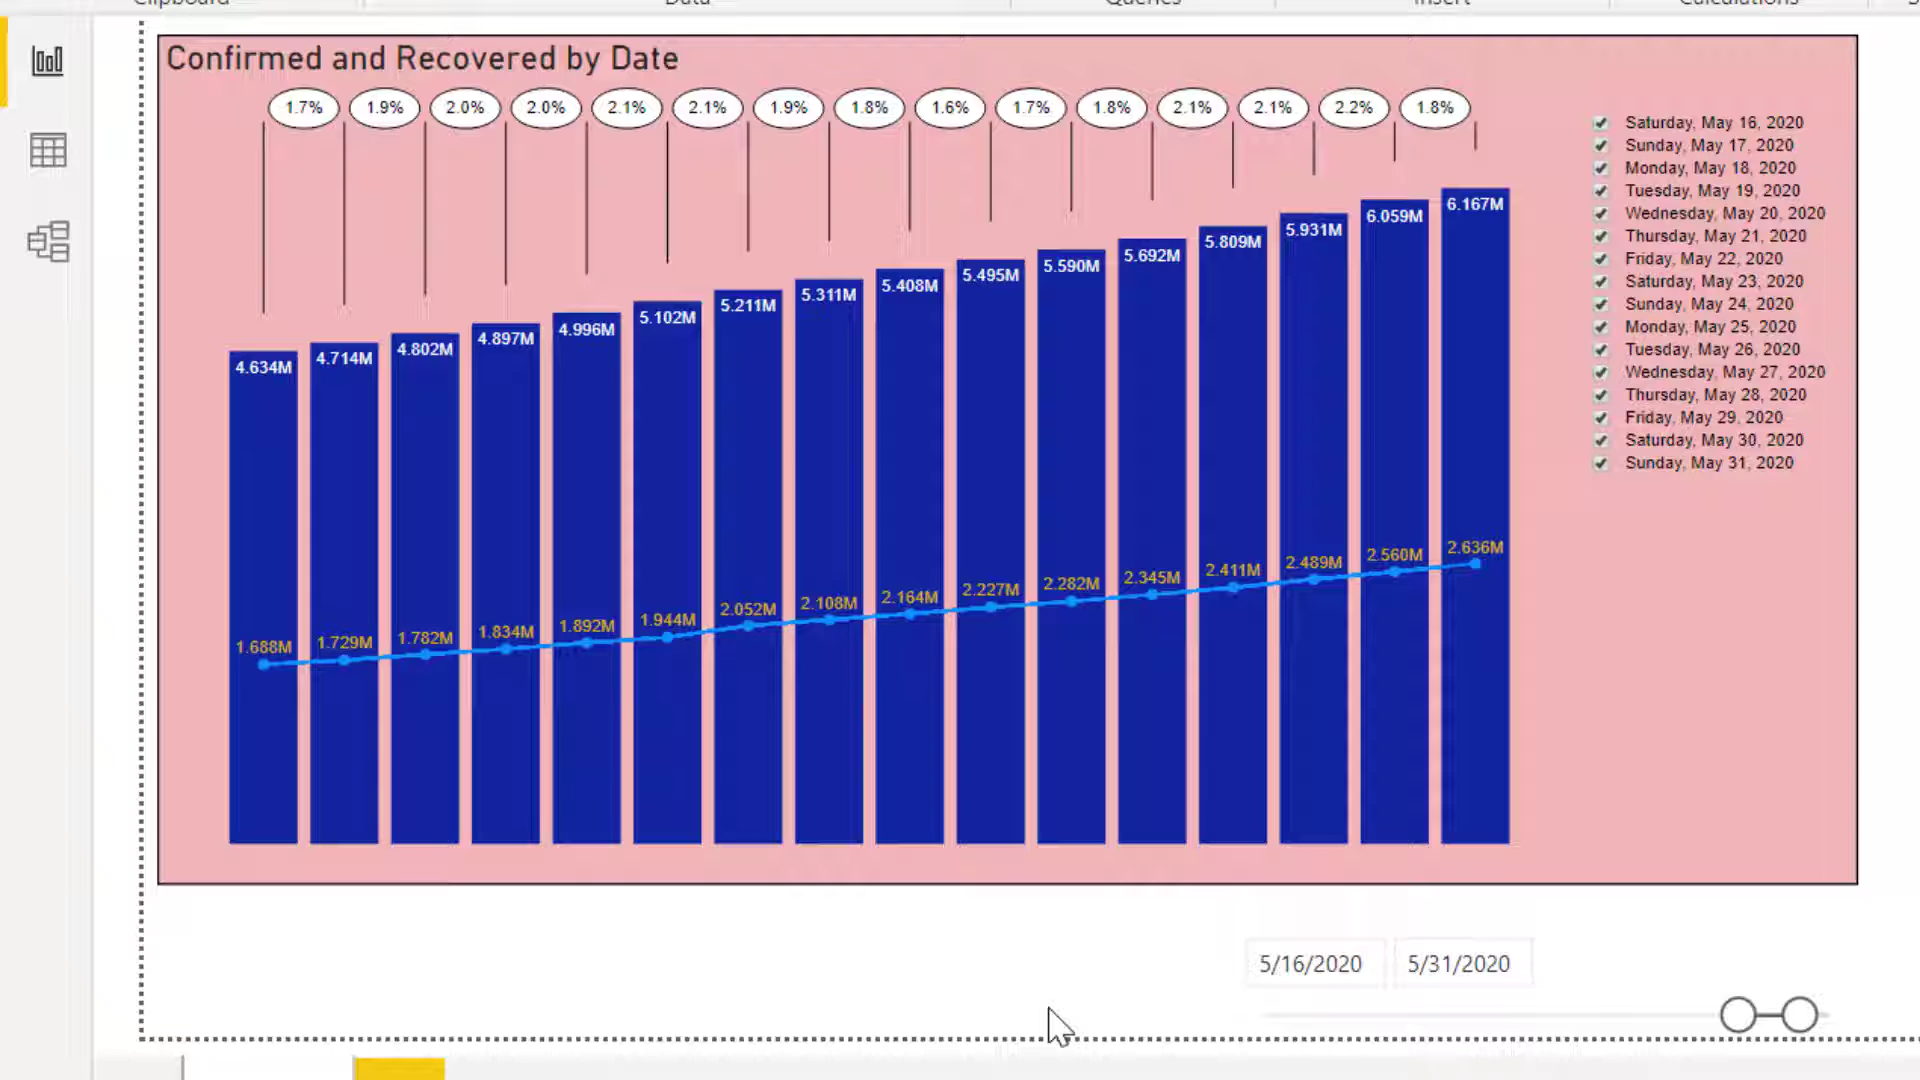 Clipboard Data Queries Insert Calculations
Confirmed and Recovered by Date
1.7% 1.9% 2.0% 2.0% 2.1% 2.1% 1.9% 1.8% 1.6% 1.7% 1.8% 2.1% 2.1% 2.2% 1.8%
4.634M 4.714M 4.802M 4.897M 4.996M 5.102M 5.211M 5.311M 5.408M 5.495M 5.590M 5.692M 5.809M 5.931M 6.059M 6.167M
1.688M 1.729M 1.782M 1.834M 1.892M 1.944M 2.052M 2.108M 2.164M 2.227M 2.282M 2.345M 2.411M 2.489M 2.560M 2.636M
Saturday, May 16, 2020
Sunday, May 17, 2020
Monday, May 18, 2020
Tuesday, May 19, 2020
Wednesday, May 20, 2020
Thursday, May 21, 2020
Friday, May 22, 2020
Saturday, May 23, 2020
Sunday, May 24, 2020
Monday, May 25, 2020
Tuesday, May 26, 2020
Wednesday, May 27, 2020
Thursday, May 28, 2020
Friday, May 29, 2020
Saturday, May 30, 2020
Sunday, May 31, 2020
5/16/2020 5/31/2020